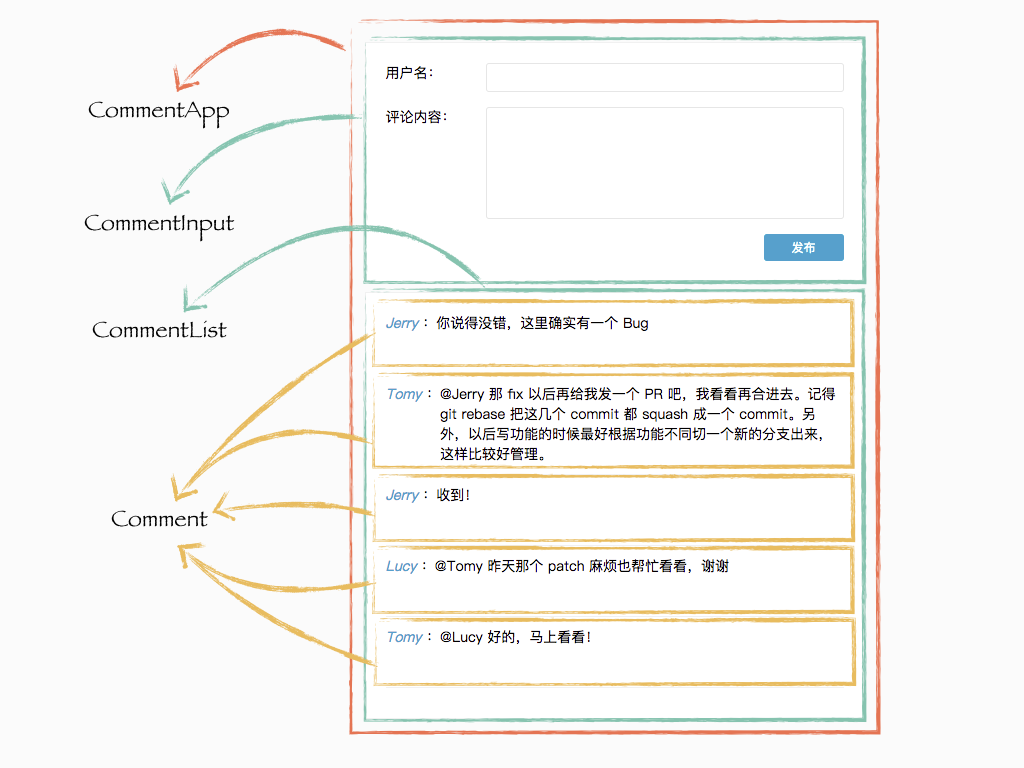 用户名：
CommentApp
评论内容：
CommentInput
发布
CommentList
Jerry：你说得没错，这里确实有一个 Bug
Tomy：@Jerry 那 fix 以后再给我发一个 PR 吧，我看看再合进去。记得
git rebase 把这几个 commit 都 squash 成一个 commit。另
外，以后写功能的时候最好根据功能不同切一个新的分支出来，
这样比较好管理。
Jerry：收到！
Comment
Lucy：@Tomy 昨天那个 patch 麻烦也帮忙看看，谢谢
Tomy：@Lucy 好的，马上看看！